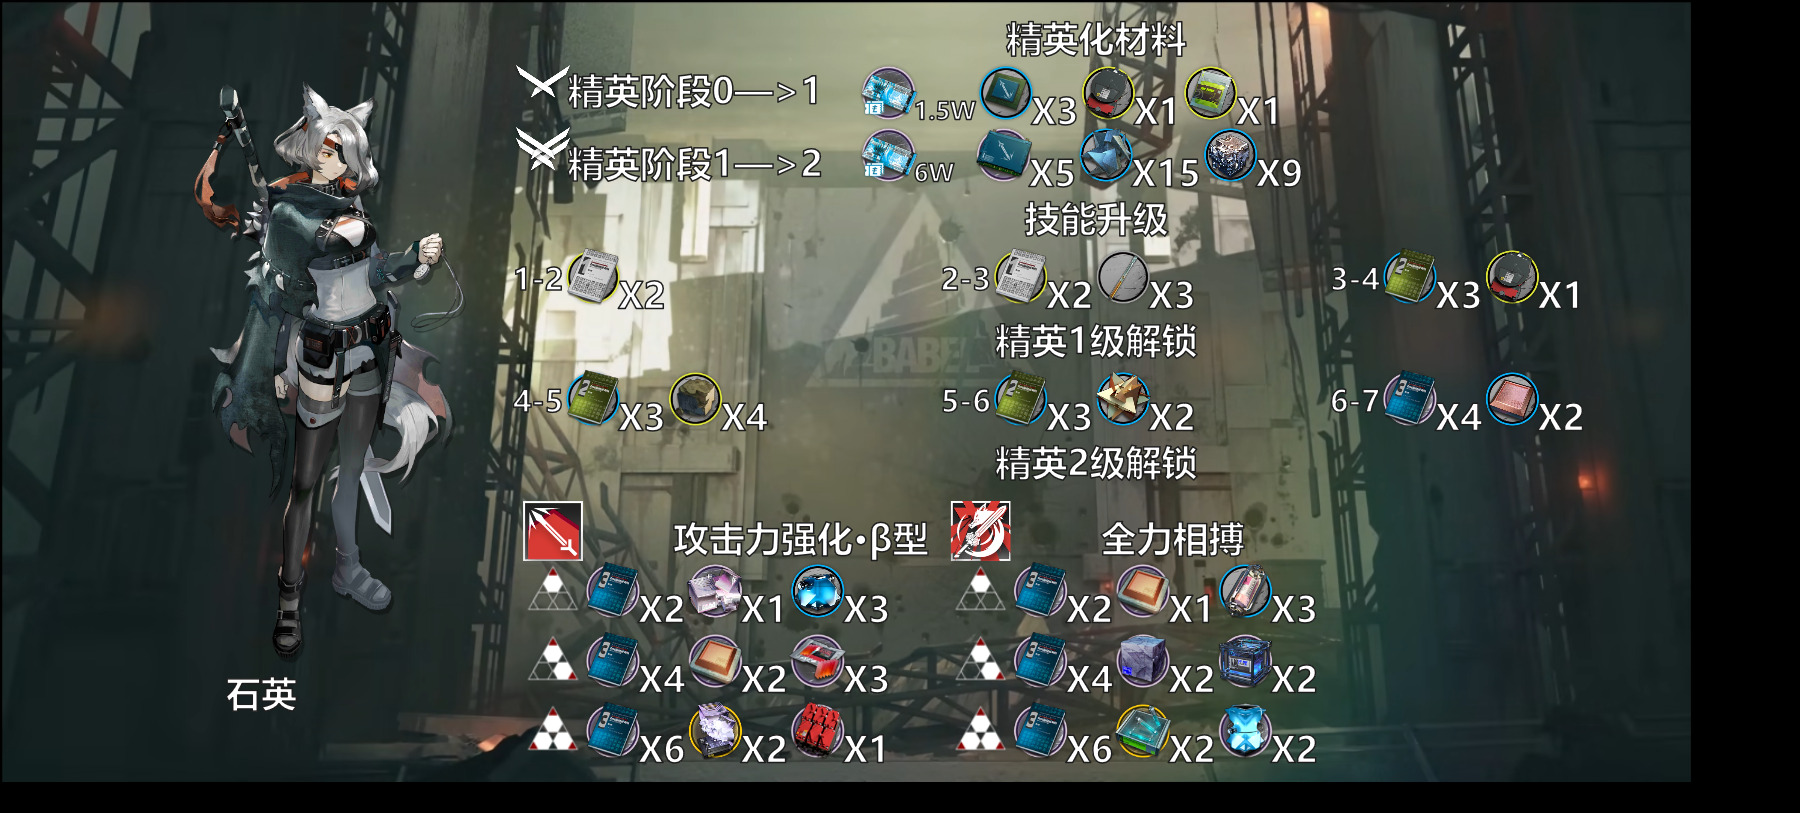 精英化材料
精英阶段0—>1 1.5W X3 X1 X1
精英阶段1—>2 6W X5 X15 X9
技能升级
1-2 X2 2-3 X2 X3 3-4 X3 X1
精英1级解锁
BABEL
4-5 X3 X4 5-6 X3 X2 6-7 X4 X2
精英2级解锁
攻击力强化·β型 全力相搏
X2 X1 X3 X2 X1 X3
X4 X2 X3 X4 X2 X2
石英
X6 X2 X1 X6 X2 X2